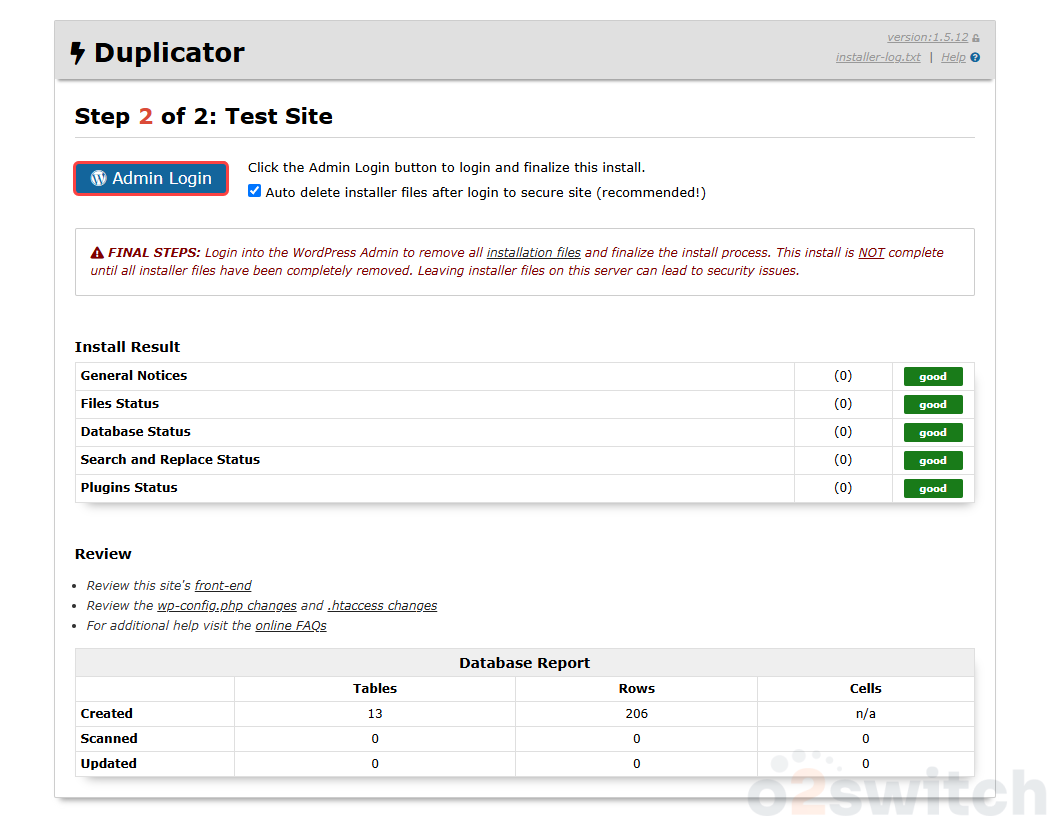 Duplicator
version:1.5.12
installer-log.txt | Help
Step 2 of 2: Test Site
Admin Login
Click the Admin Login button to login and finalize this install.
Auto delete installer files after login to secure site (recommended!)
FINAL STEPS: Login into the WordPress Admin to remove all installation files and finalize the install process. This install is NOT complete
until all installer files have been completely removed. Leaving installer files on this server can lead to security issues.
Install Result
General Notices (0) good
Files Status (0) good
Database Status (0) good
Search and Replace Status (0) good
Plugins Status (0) good
Review
• Review this site's front-end
• Review the wp-config.php changes and .htaccess changes
• For additional help visit the online FAQs
Database Report
Tables Rows Cells
Created 13 206 n/a
Scanned 0 0 0
Updated 0 0 0
o2switch